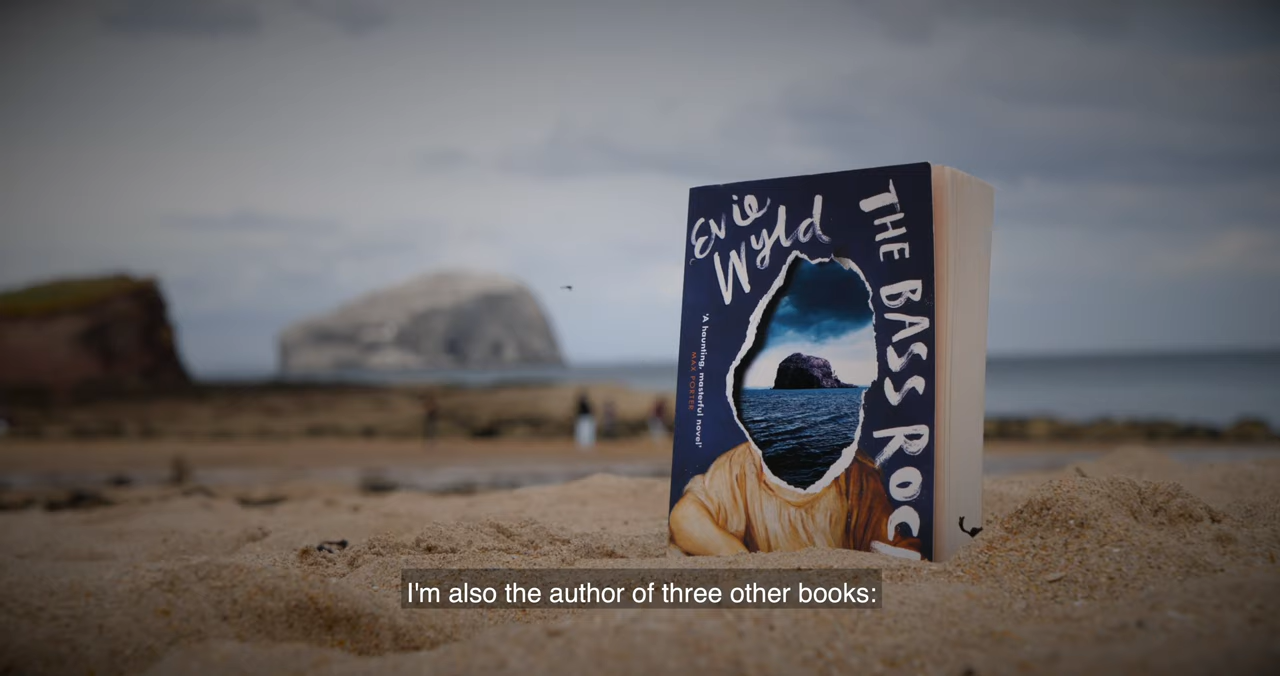 Evie
Wyld
THE BASS ROC
'A haunting, masterful novel'
MAX PORTER
I'm also the author of three other books: